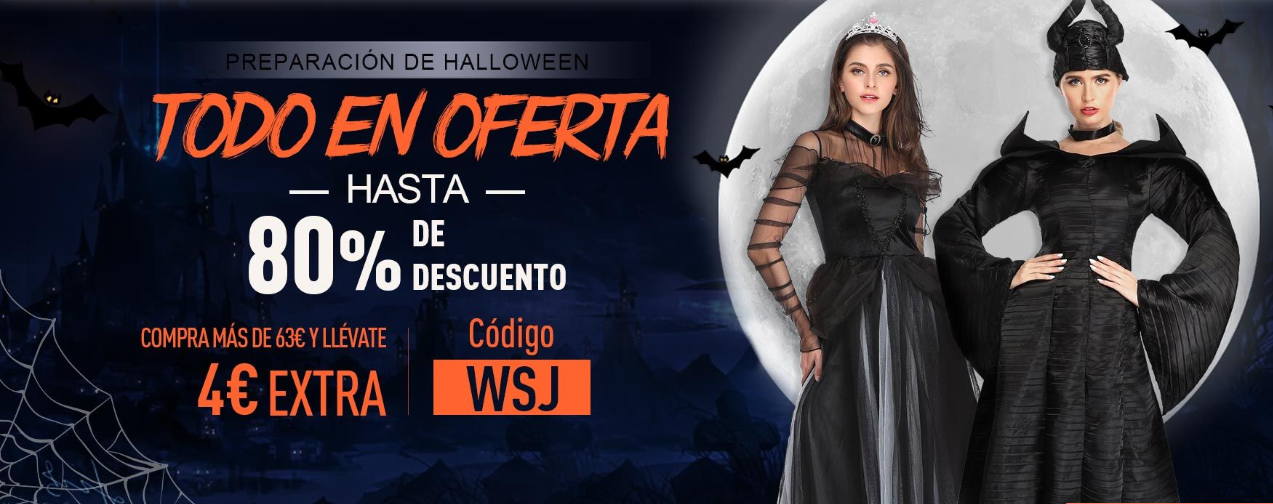 PREPARACIÓN DE HALLOWEEN
TODO EN OFERTA
— HASTA —
80% DE
DESCUENTO
COMPRA MÁS DE 63€ Y LLÉVATE
4€ EXTRA
Código
WSJ